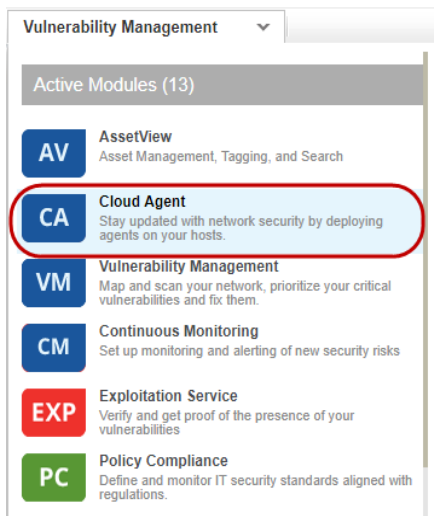 Vulnerability Management
Active Modules (13)
AV
AssetView
Asset Management, Tagging, and Search
CA
Cloud Agent
Stay updated with network security by deploying
agents on your hosts.
VM
Vulnerability Management
Map and scan your network, prioritize your critical
vulnerabilities and fix them.
CM
Continuous Monitoring
Set up monitoring and alerting of new security risks
EXP
Exploitation Service
Verify and get proof of the presence of your
vulnerabilities
PC
Policy Compliance
Define and monitor IT security standards aligned with
regulations.